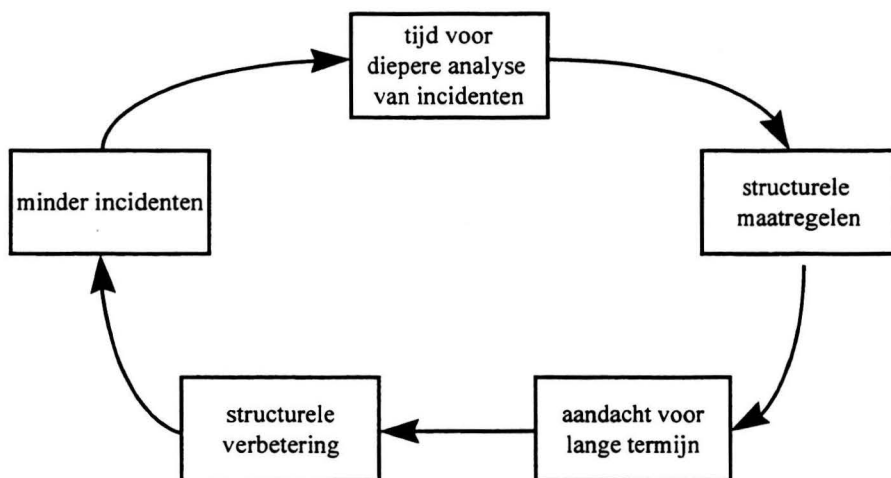 tijd voor
diepere analyse
van incidenten
structurele
maatregelen
aandacht voor
lange termijn
structurele
verbetering
minder incidenten